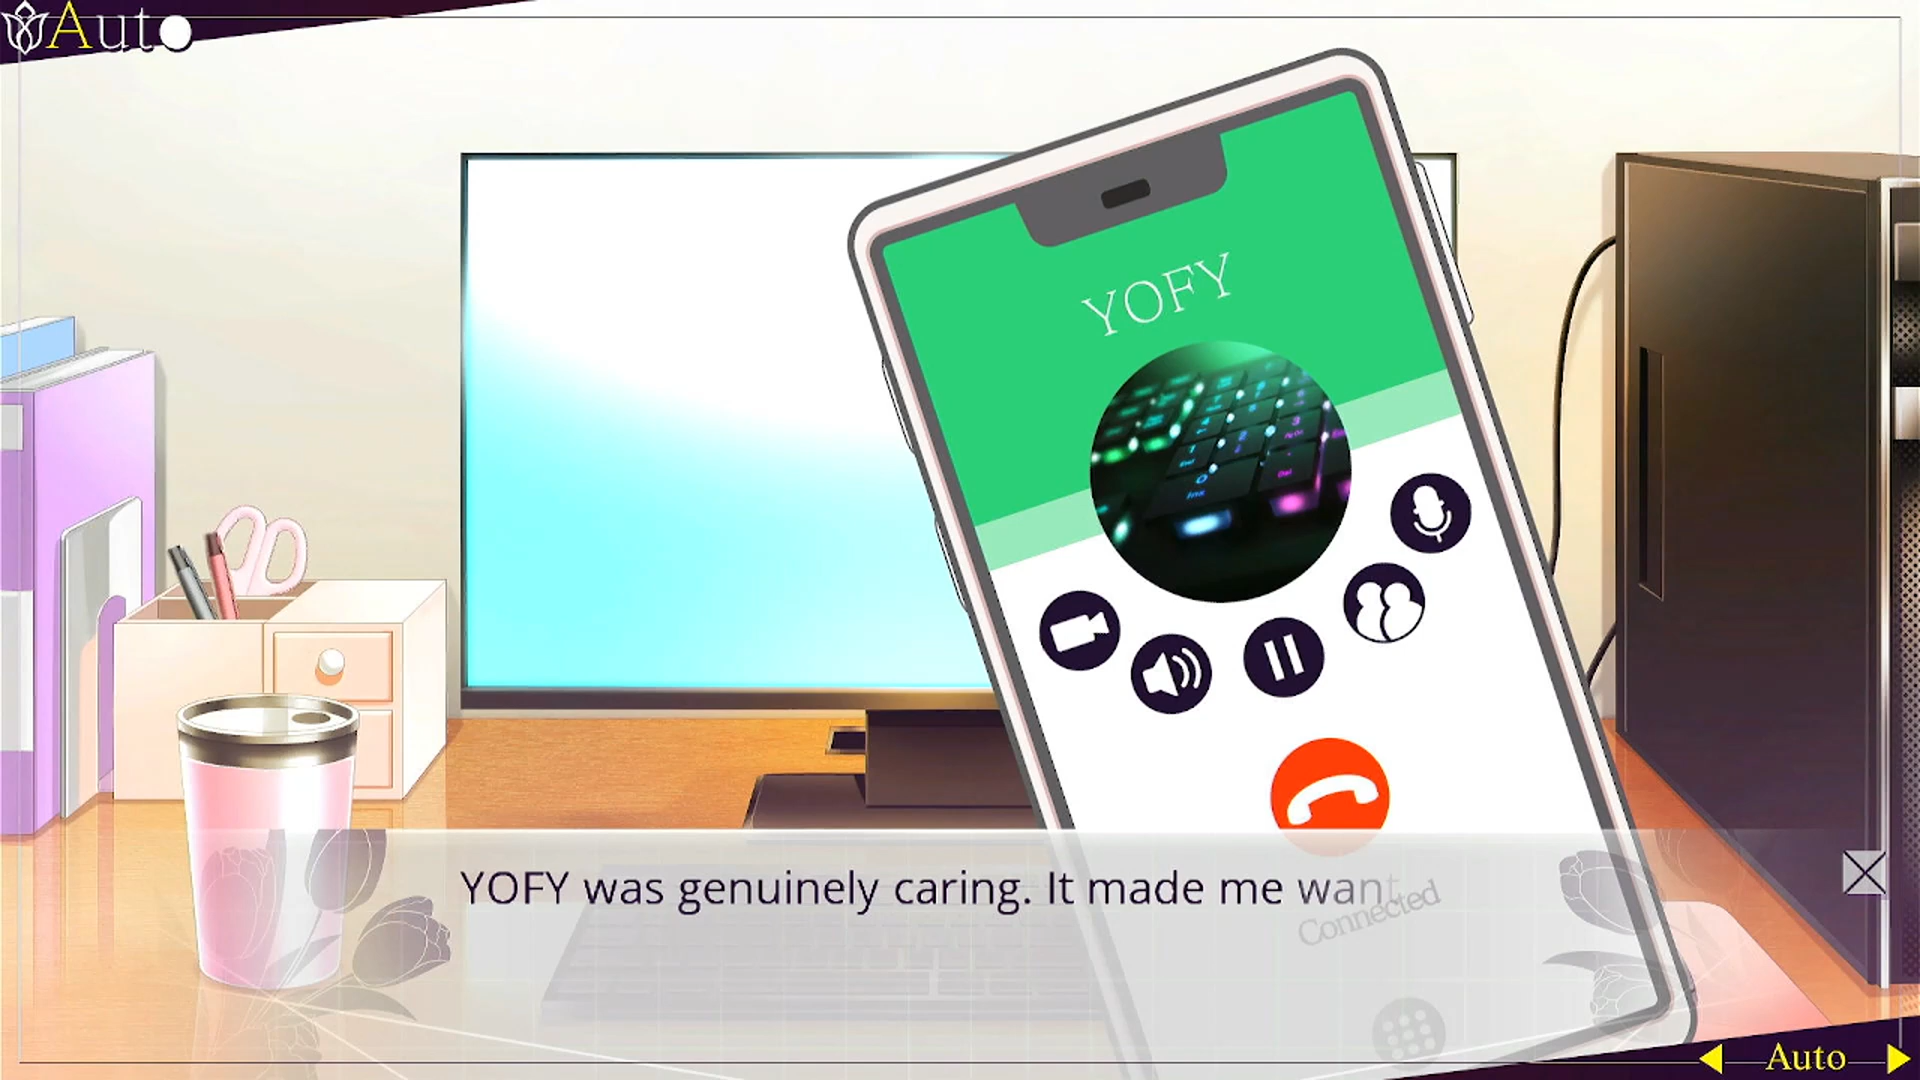 Auto
YOFY
YOFY was genuinely caring. It made me want
Connected
Auto